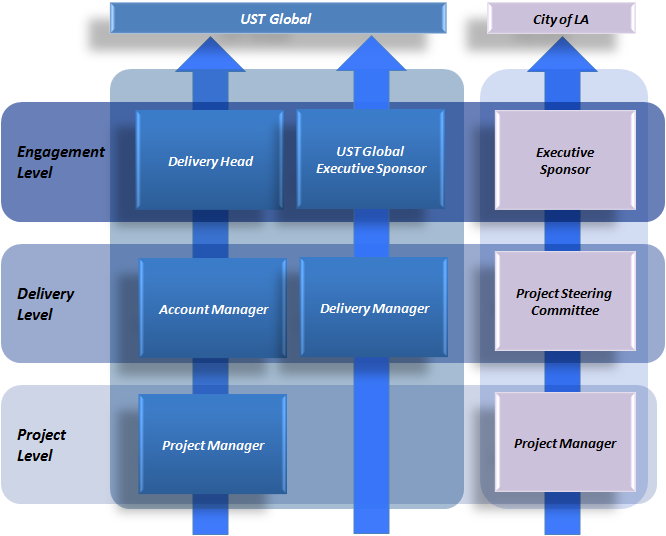 UST Global
City of LA
Engagement
Level
Delivery Head
UST Global
Executive Sponsor
Executive
Sponsor
Delivery
Level
Account Manager
Delivery Manager
Project Steering
Committee
Project
Level
Project Manager
Project Manager